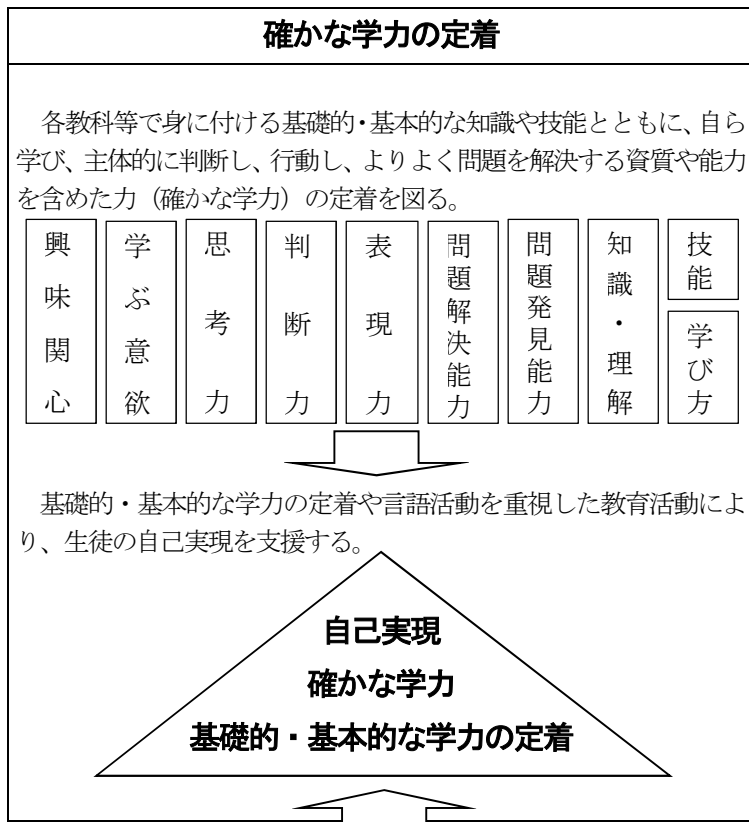 確かな学力の定着
各教科等で身に付ける基礎的・基本的な知識や技能とともに、自ら
学び、主体的に判断し、行動し、よりよく問題を解決する資質や能力
を含めた力（確かな学力）の定着を図る。
興味関心
学ぶ意欲
思考力
判断力
表現力
問題解決能力
問題発見能力
知識・理解
技能
学び方
基礎的・基本的な学力の定着や言語活動を重視した教育活動によ
り、生徒の自己実現を支援する。
自己実現
確かな学力
基礎的・基本的な学力の定着